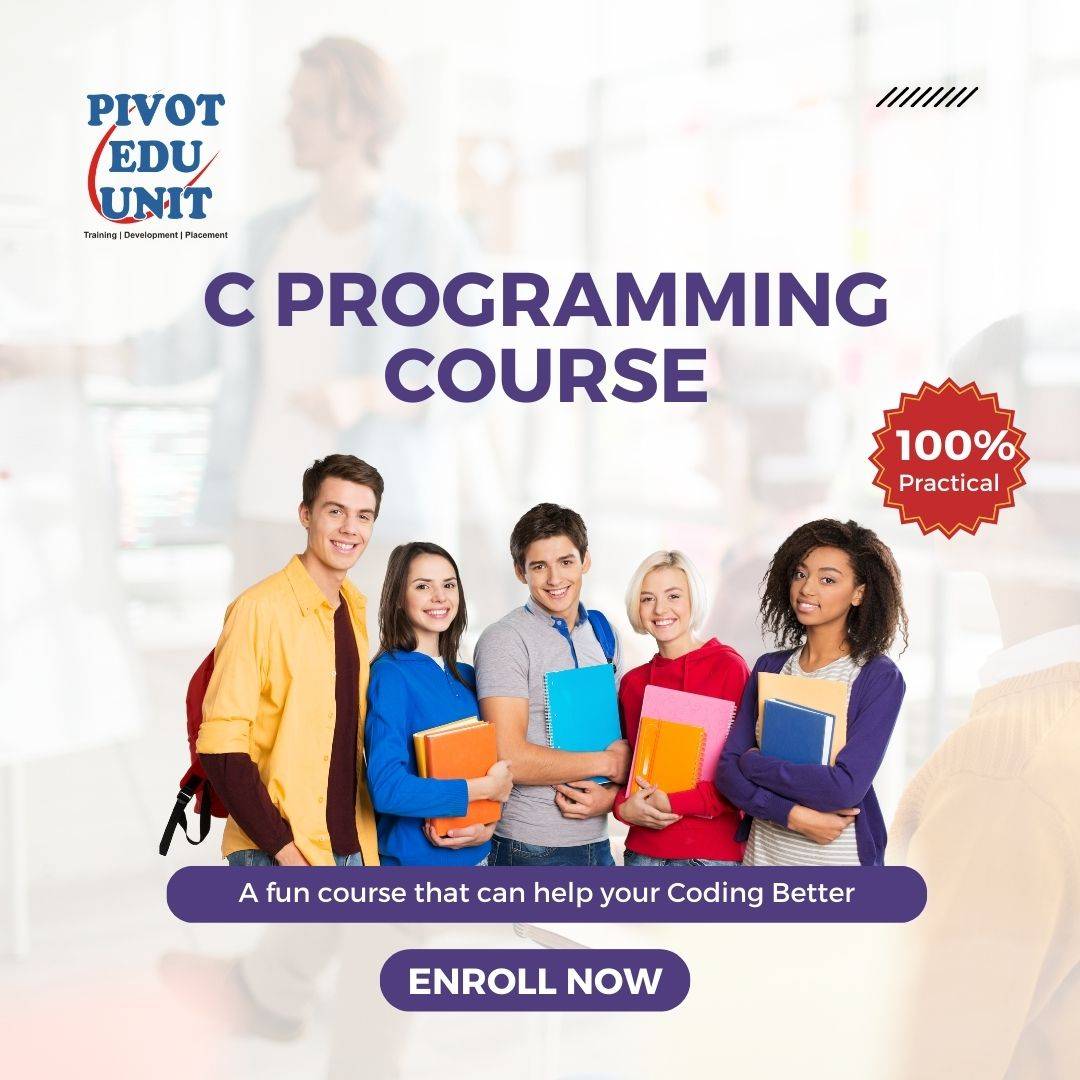 PIVOT
EDU
UNIT
Training | Development | Placement
C PROGRAMMING
COURSE
100%
Practical
A fun course that can help your Coding Better
ENROLL NOW